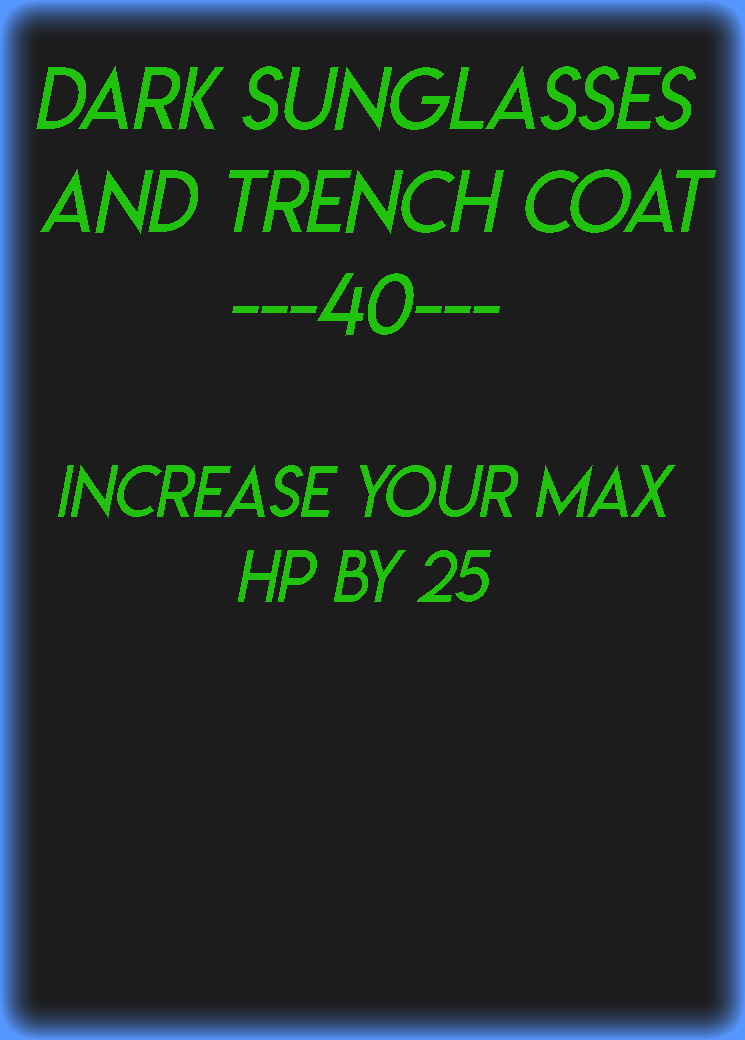 DARK SUNGLASSES
AND TRENCH COAT
---40---
INCREASE YOUR MAX
HP BY 25